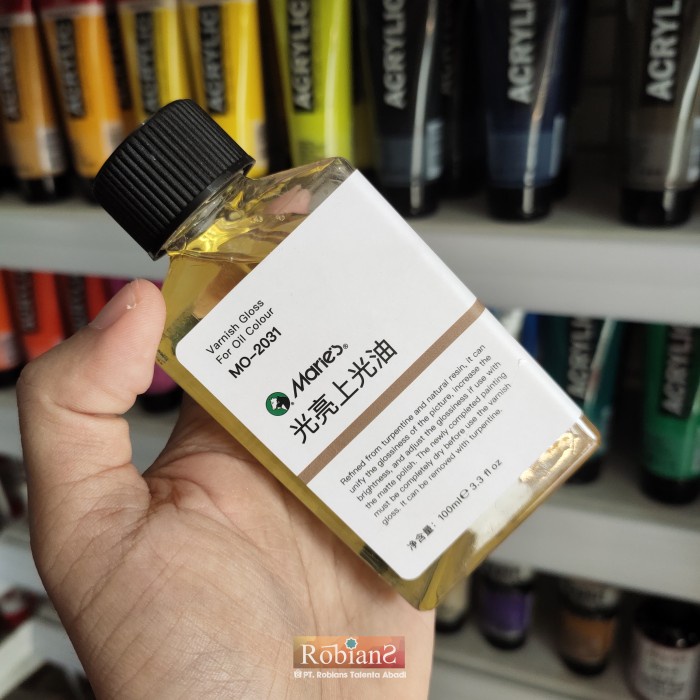 ACRYLIC
ACRYLIC
ACRYLIC
ACRYLIC
ACRYLIC
Varnish Gloss
For Oil Colour
MO-2031
Marie's®
光亮上光油
Refined from turpentine and natural resin, it can
unify the glossiness of the picture, increase the
brightness, and adjust the glossiness if use with
the matte polish. The newly completed painting
must be completely dry before use the varnish
gloss. It can be removed with turpentine.
净含量：100ml℮ 3.3 fl oz
RobianS
PT. Robians Talenta Abadi